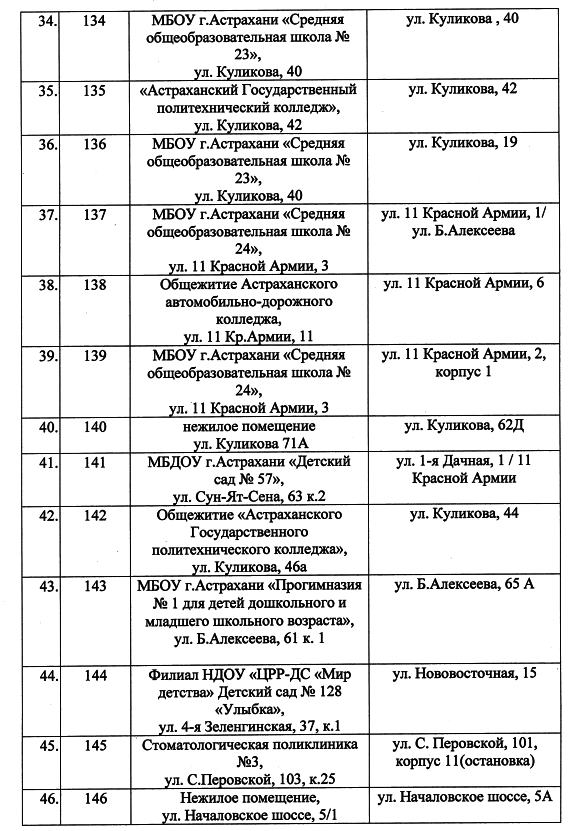 34. 134 МБОУ г.Астрахани «Средняя ул. Куликова , 40
общеобразовательная школа №
23»,
ул. Куликова, 40
35. 135 «Астраханский Государственный ул. Куликова, 42
политехнический колледж»,
ул. Куликова, 42
36. 136 МБОУ г.Астрахани «Средняя ул. Куликова, 19
общеобразовательная школа №
23»,
ул. Куликова, 40
37. 137 МБОУ г.Астрахани «Средняя ул. 11 Красной Армии, 1/
общеобразовательная школа № ул. Б.Алексеева
24»,
ул. 11 Красной Армии, 3
38. 138 Общежитие Астраханского ул. 11 Красной Армии, 6
автомобильно-дорожного
колледжа,
ул. 11 Кр.Армии, 11
39. 139 МБОУ г.Астрахани «Средняя ул. 11 Красной Армии, 2,
общеобразовательная школа № корпус 1
24»,
ул. 11 Красной Армии, 3
40. 140 нежилое помещение ул. Куликова, 62Д
ул. Куликова 71А
41. 141 МБДОУ г.Астрахани «Детский ул. 1-я Дачная, 1 / 11
сад № 57», Красной Армии
ул. Сун-Ят-Сена, 63 к.2
42. 142 Общежитие «Астраханского ул. Куликова, 44
Государственного
политехнического колледжа»,
ул. Куликова, 46а
43. 143 МБОУ г.Астрахани «Прогимназия ул. Б.Алексеева, 65 А
№ 1 для детей дошкольного и
младшего школьного возраста»,
ул. Б.Алексеева, 61 к. 1
44. 144 Филиал НДОУ «ЦРР-ДС «Мир ул. Нововосточная, 15
детства» Детский сад № 128
«Улыбка»,
ул. 4-я Зеленгинская, 37, к.1
45. 145 Стоматологическая поликлиника ул. С. Перовской, 101,
№3, корпус 11(остановка)
ул. С.Перовской, 103, к.25
46. 146 Нежилое помещение, ул. Началовское шоссе, 5А
ул. Началовское шоссе, 5/1